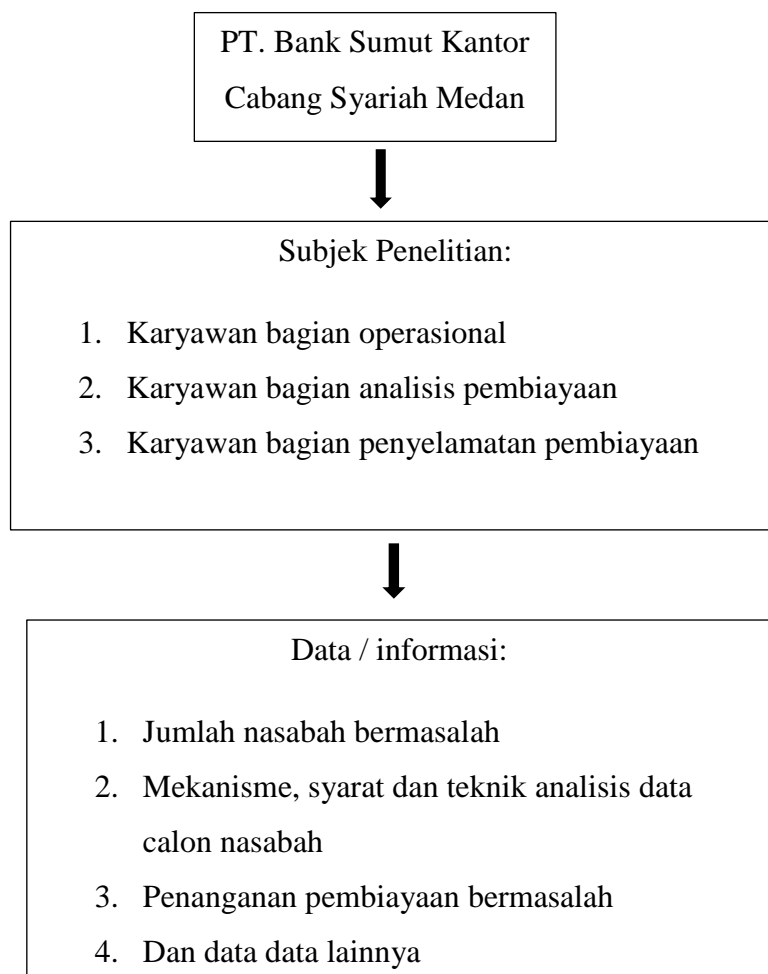 PT. Bank Sumut Kantor
Cabang Syariah Medan
Subjek Penelitian:
1. Karyawan bagian operasional
2. Karyawan bagian analisis pembiayaan
3. Karyawan bagian penyelamatan pembiayaan
Data / informasi:
1. Jumlah nasabah bermasalah
2. Mekanisme, syarat dan teknik analisis data
calon nasabah
3. Penanganan pembiayaan bermasalah
4. Dan data data lainnya